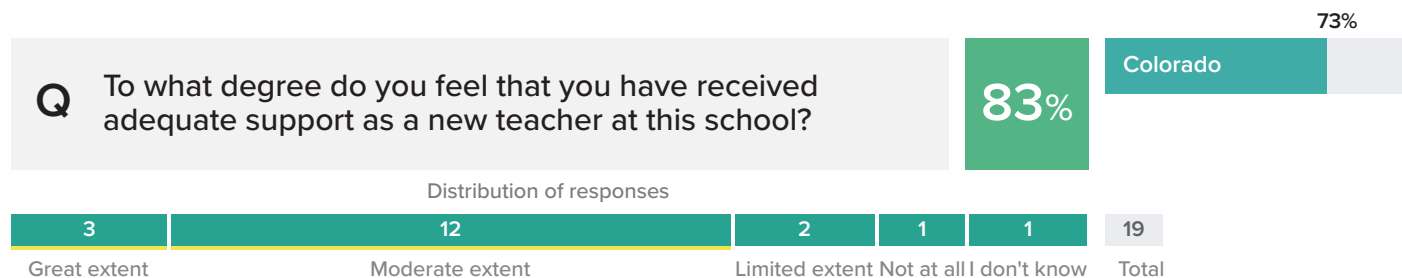 73%
Q To what degree do you feel that you have received
adequate support as a new teacher at this school?
83%
Colorado
Distribution of responses
3 12 2 1 1 19
Great extent Moderate extent Limited extent Not at all I don't know Total